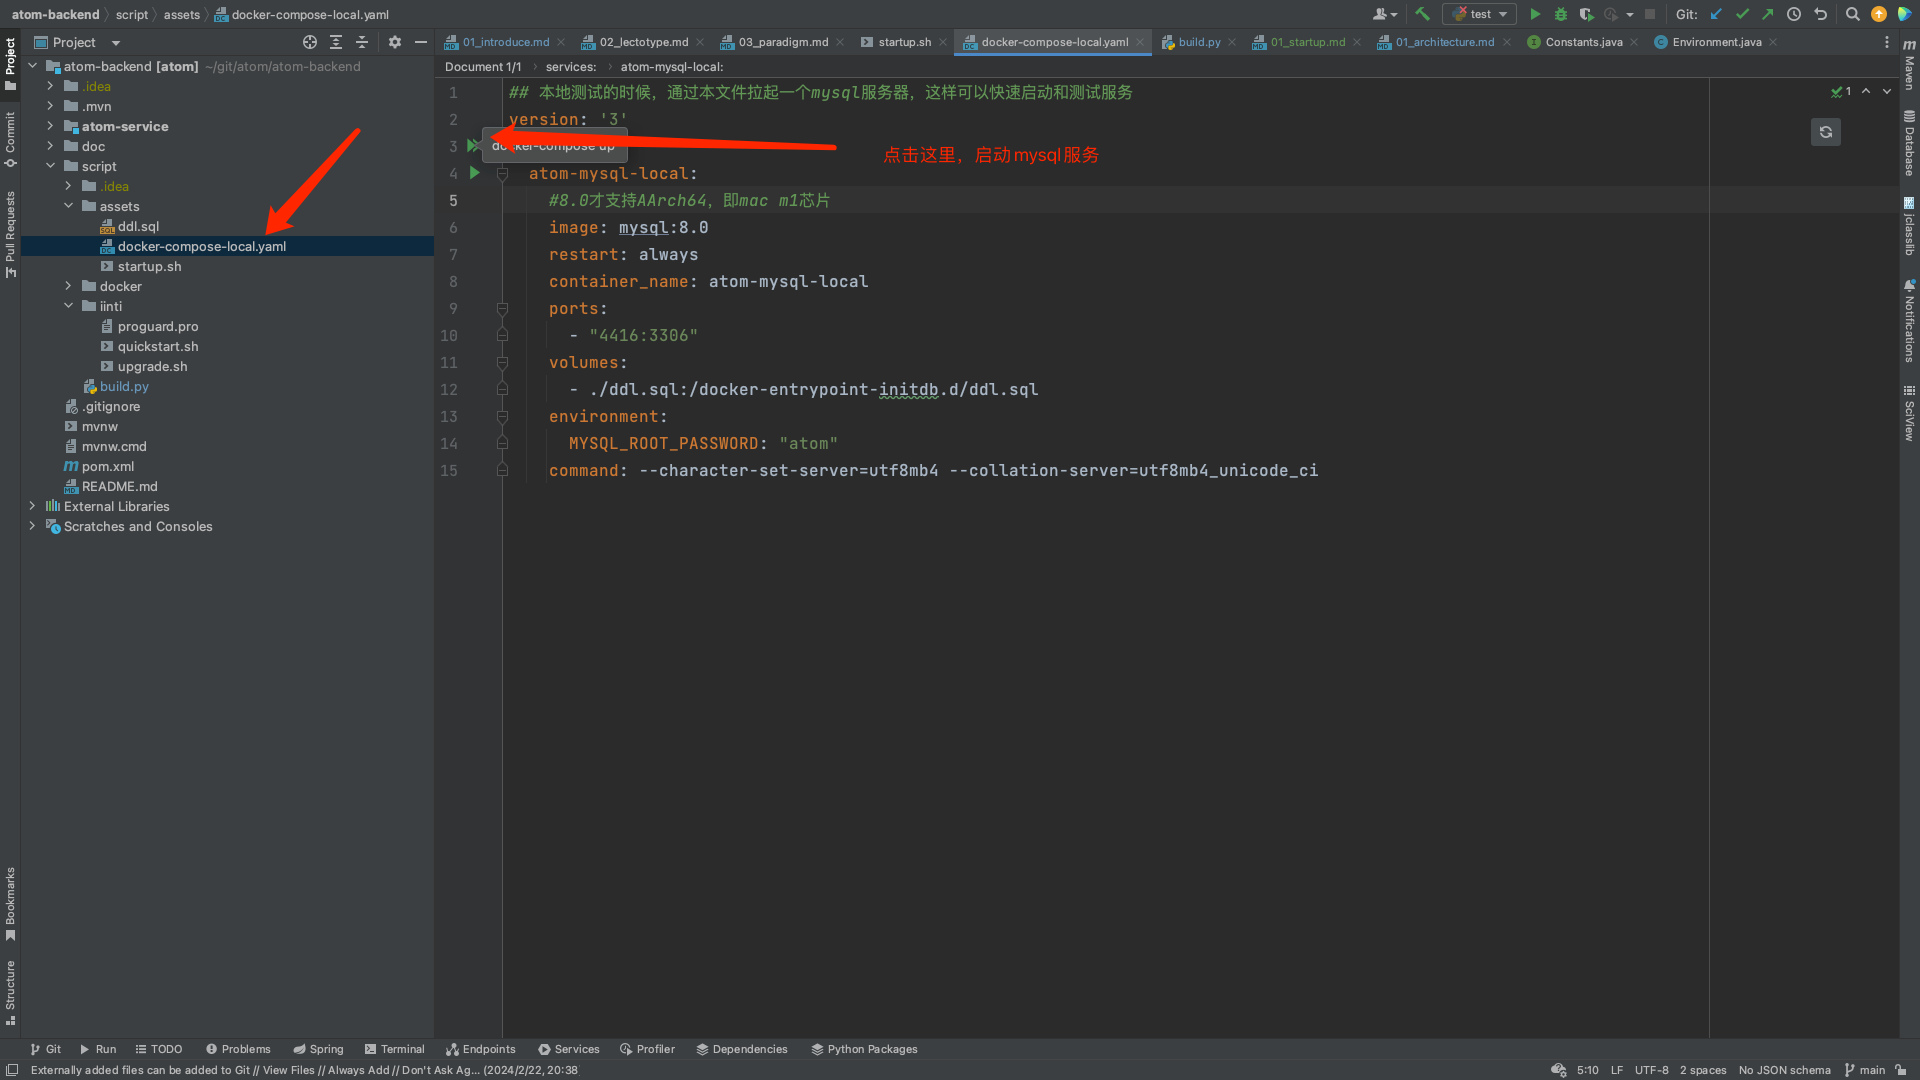 atom-backend script assets docker-compose-local.yaml
test
Git:
Project
01_introduce.md 02_lectotype.md 03_paradigm.md startup.sh docker-compose-local.yaml build.py 01_startup.md 01_architecture.md Constants.java Environment.java
atom-backend [atom] ~/git/atom/atom-backend
.idea
.mvn
atom-service
doc
script
.idea
assets
ddl.sql
docker-compose-local.yaml
startup.sh
docker
iinti
proguard.pro
quickstart.sh
upgrade.sh
build.py
.gitignore
mvnw
mvnw.cmd
pom.xml
README.md
External Libraries
Scratches and Consoles
Project
Commit
Pull Requests
Bookmarks
Structure
Document 1/1 services: atom-mysql-local:
1 ## 本地测试的时候，通过本文件拉起一个mysql服务器，这样可以快速启动和测试服务
2 version: '3'
3 docker-compose up
点击这里，启动 mysql 服务
4 atom-mysql-local:
5 #8.0才支持AArch64，即mac m1芯片
6 image: mysql:8.0
7 restart: always
8 container_name: atom-mysql-local
9 ports:
10 - "4416:3306"
11 volumes:
12 - ./ddl.sql:/docker-entrypoint-initdb.d/ddl.sql
13 environment:
14 MYSQL_ROOT_PASSWORD: "atom"
15 command: --character-set-server=utf8mb4 --collation-server=utf8mb4_unicode_ci
1
Maven
Database
jclasslib
Notifications
SciView
Git Run TODO Problems Spring Terminal Endpoints Services Profiler Dependencies Python Packages
Externally added files can be added to Git // View Files // Always Add // Don't Ask Ag... (2024/2/22, 20:38
5:10 LF UTF-8 2 spaces No JSON schema main